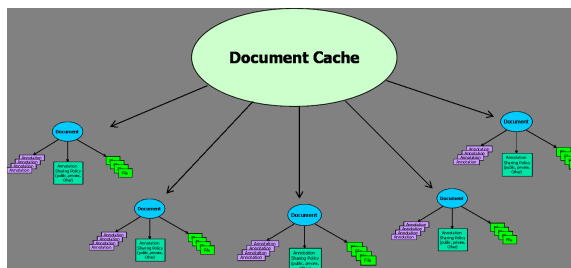 Document Cache
Document
Annotation
Annotation
Annotation
Annotation
Annotation
Sharing Policy
(public, private,
Other)
File
Document
Annotation
Annotation
Annotation
Annotation
Annotation
Sharing Policy
(public, private,
Other)
File
Document
Annotation
Annotation
Annotation
Annotation
Annotation
Sharing Policy
(public, private,
Other)
File
Document
Annotation
Annotation
Annotation
Annotation
Annotation
Sharing Policy
(public, private,
Other)
File
Document
Annotation
Annotation
Annotation
Annotation
Annotation
Sharing Policy
(public, private,